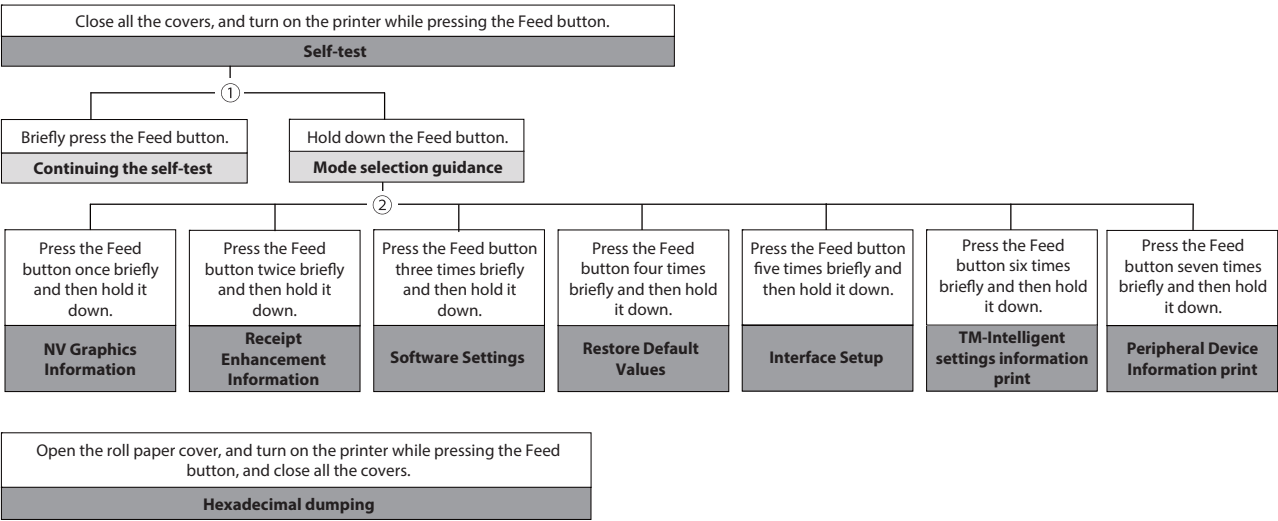 Close all the covers, and turn on the printer while pressing the Feed button.
Self-test
1
Briefly press the Feed button.
Continuing the self-test
Hold down the Feed button.
Mode selection guidance
2
Press the Feed
button once briefly
and then hold it
down.
NV Graphics
Information
Press the Feed
button twice briefly
and then hold it
down.
Receipt
Enhancement
Information
Press the Feed button
three times briefly
and then hold it
down.
Software Settings
Press the Feed
button four times
briefly and then hold
it down.
Restore Default
Values
Press the Feed button
five times briefly and
then hold it down.
Interface Setup
Press the Feed
button six times
briefly and then hold
it down.
TM-Intelligent
settings information
print
Press the Feed
button seven times
briefly and then hold
it down.
Peripheral Device
Information print
Open the roll paper cover, and turn on the printer while pressing the Feed
button, and close all the covers.
Hexadecimal dumping